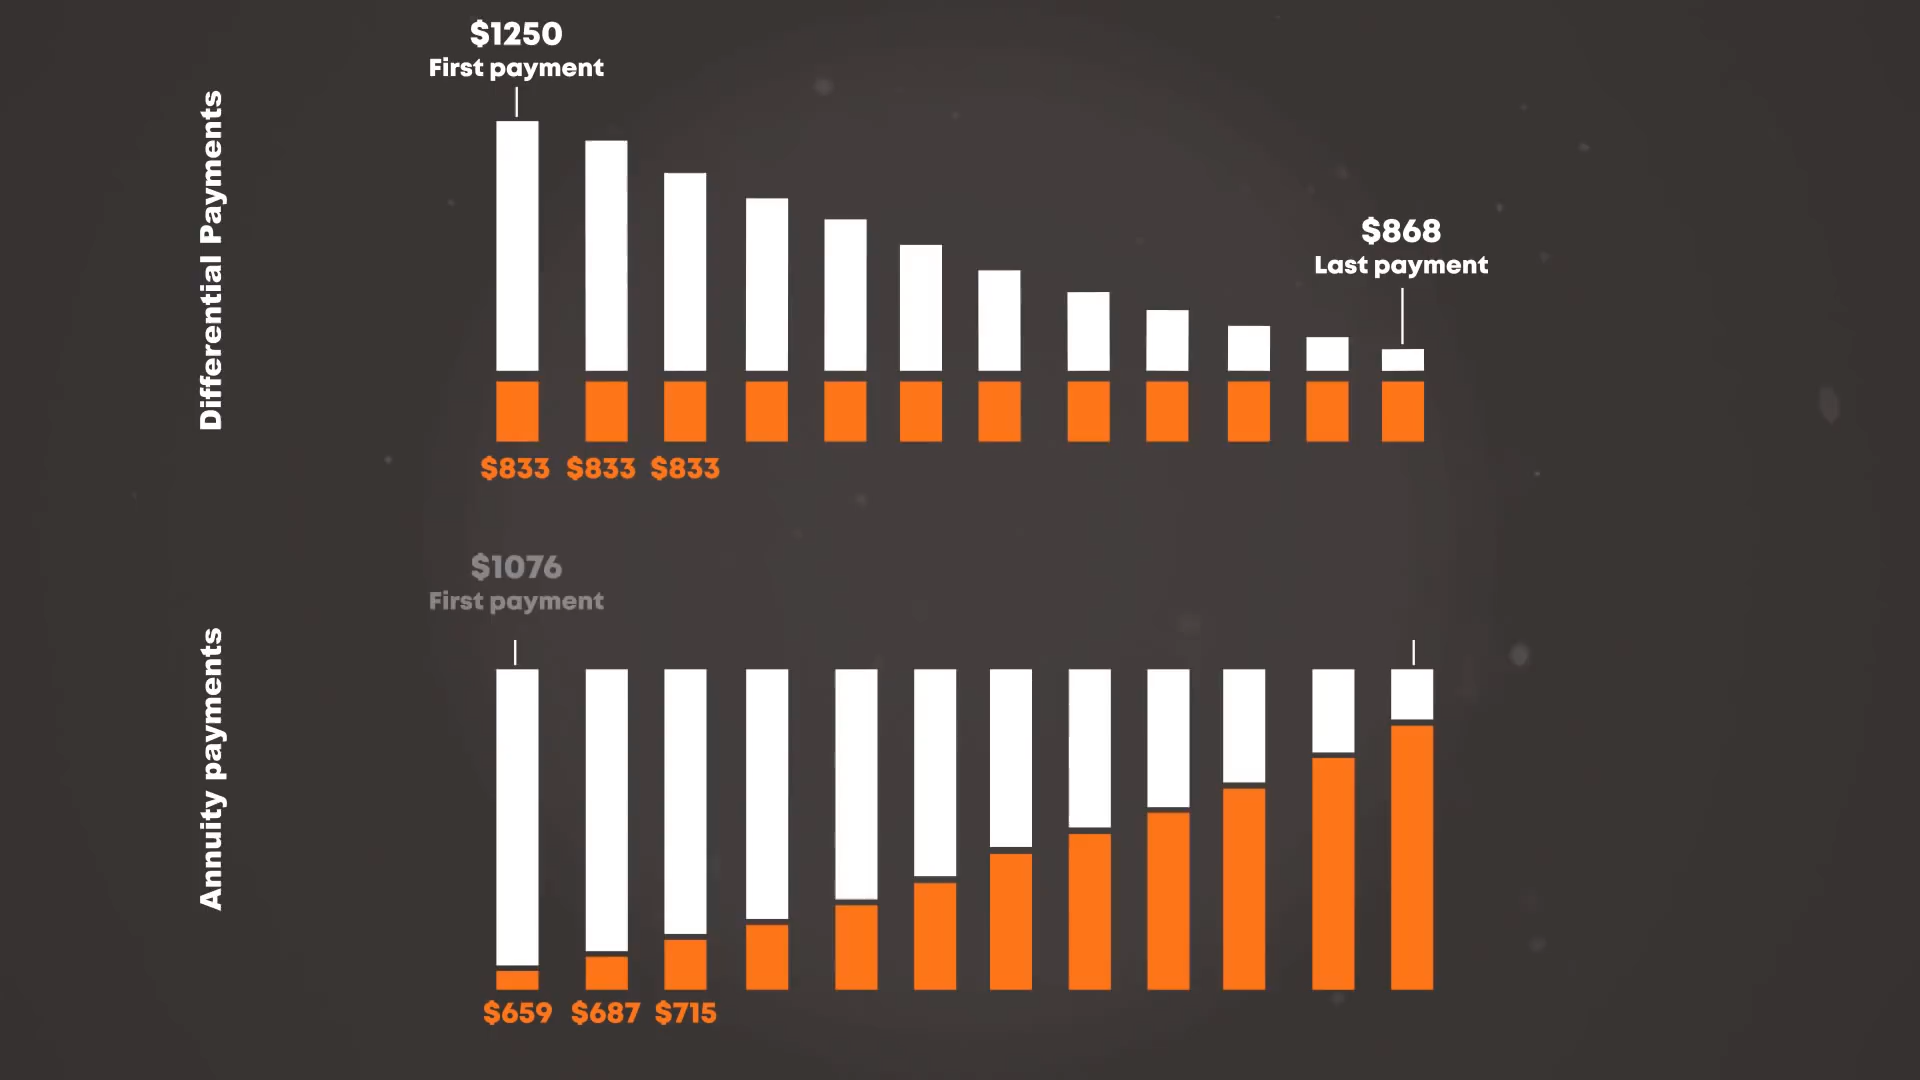 $1250
First payment
Differential Payments
$868
Last payment
$833 $833 $833
$1076
First payment
Annuity payments
$659 $687 $715